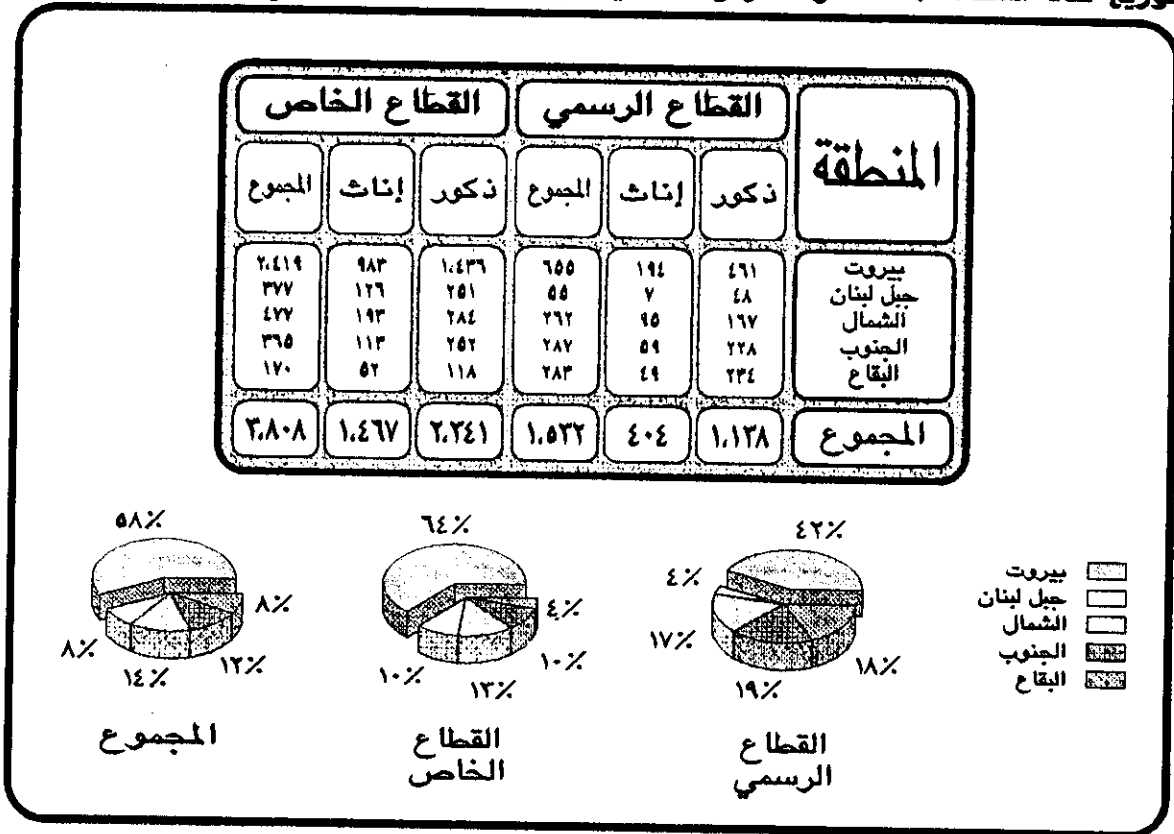 توزيع
المنطقة القطاع الرسمي القطاع الخاص
ذكور إناث المجموع ذكور إناث المجموع
بيروت ٤٦١ ١٩٤ ٦٥٥ ١،٤٣٦ ٩٨٣ ٢،٤١٩
جبل لبنان ٤٨ ٧ ٥٥ ٢٥١ ١٢٦ ٣٧٧
الشمال ١٦٧ ٩٥ ٢٦٢ ٢٨٤ ١٩٣ ٤٧٧
الجنوب ٢٢٨ ٥٩ ٢٨٧ ٢٥٢ ١١٣ ٣٦٥
البقاع ٢٣٤ ٤٩ ٢٨٣ ١١٨ ٥٢ ١٧٠
المجموع ١،١٣٨ ٤٠٤ ١،٥٣٢ ٢،٣٤١ ١،٤٦٧ ٣،٨٠٨
بيروت
جبل لبنان
الشمال
الجنوب
البقاع
٤٢٪
٤٪
١٧٪
١٩٪
١٨٪
القطاع
الرسمي
٦٤٪
٤٪
١٠٪
١٣٪
١٠٪
القطاع
الخاص
٥٨٪
٨٪
١٢٪
١٤٪
٨٪
المجموع